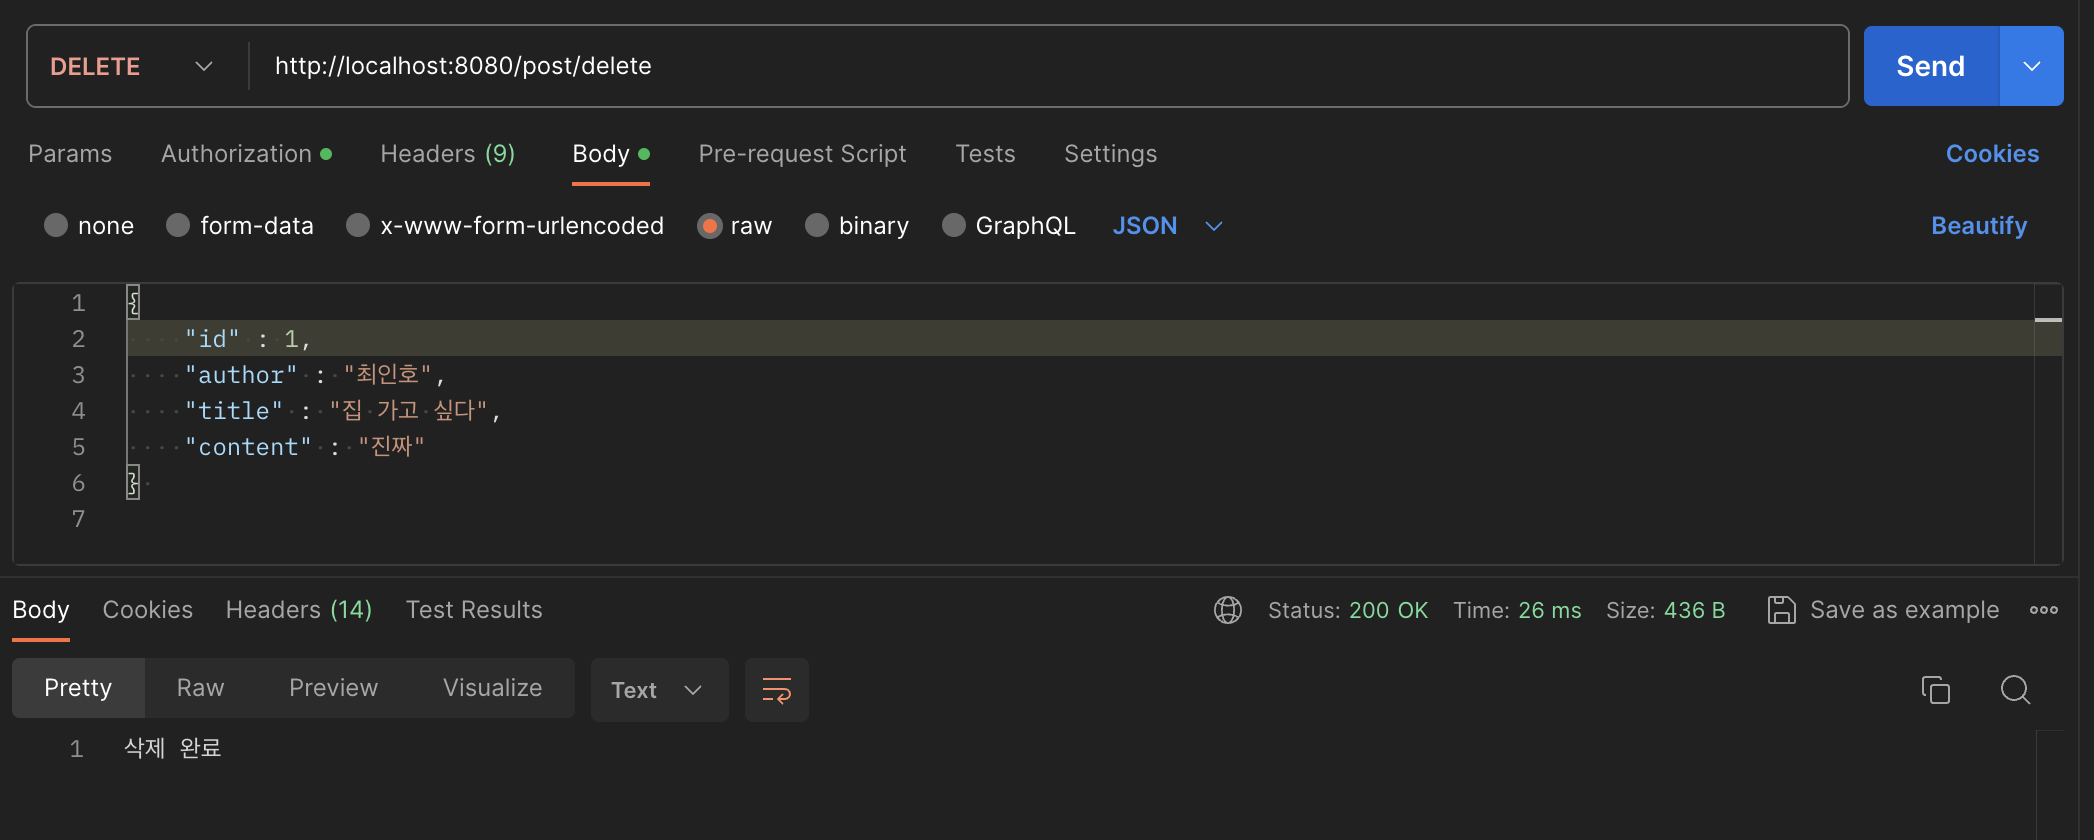 DELETE http://localhost:8080/post/delete Send
Params Authorization Headers (9) Body Pre-request Script Tests Settings Cookies
none form-data x-www-form-urlencoded raw binary GraphQL JSON Beautify
1 {
2 "id" : 1,
3 "author" : "최인호",
4 "title" : "집 가고 싶다",
5 "content" : "진짜"
6 }
7
Body Cookies Headers (14) Test Results Status: 200 OK Time: 26 ms Size: 436 B Save as example
Pretty Raw Preview Visualize Text
1 삭제 완료